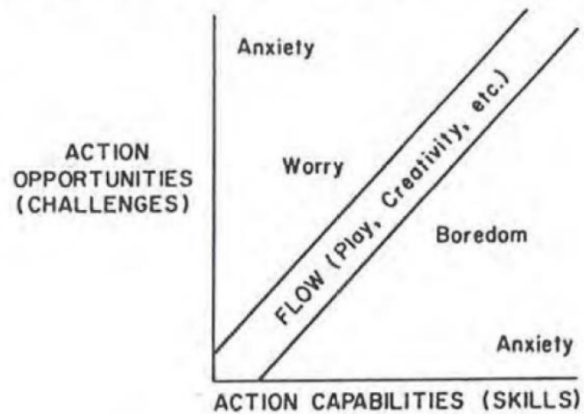 Anxiety
ACTION
OPPORTUNITIES
(CHALLENGES)
Worry
FLOW (Play, Creativity, etc.)
Boredom
Anxiety
ACTION CAPABILITIES (SKILLS)